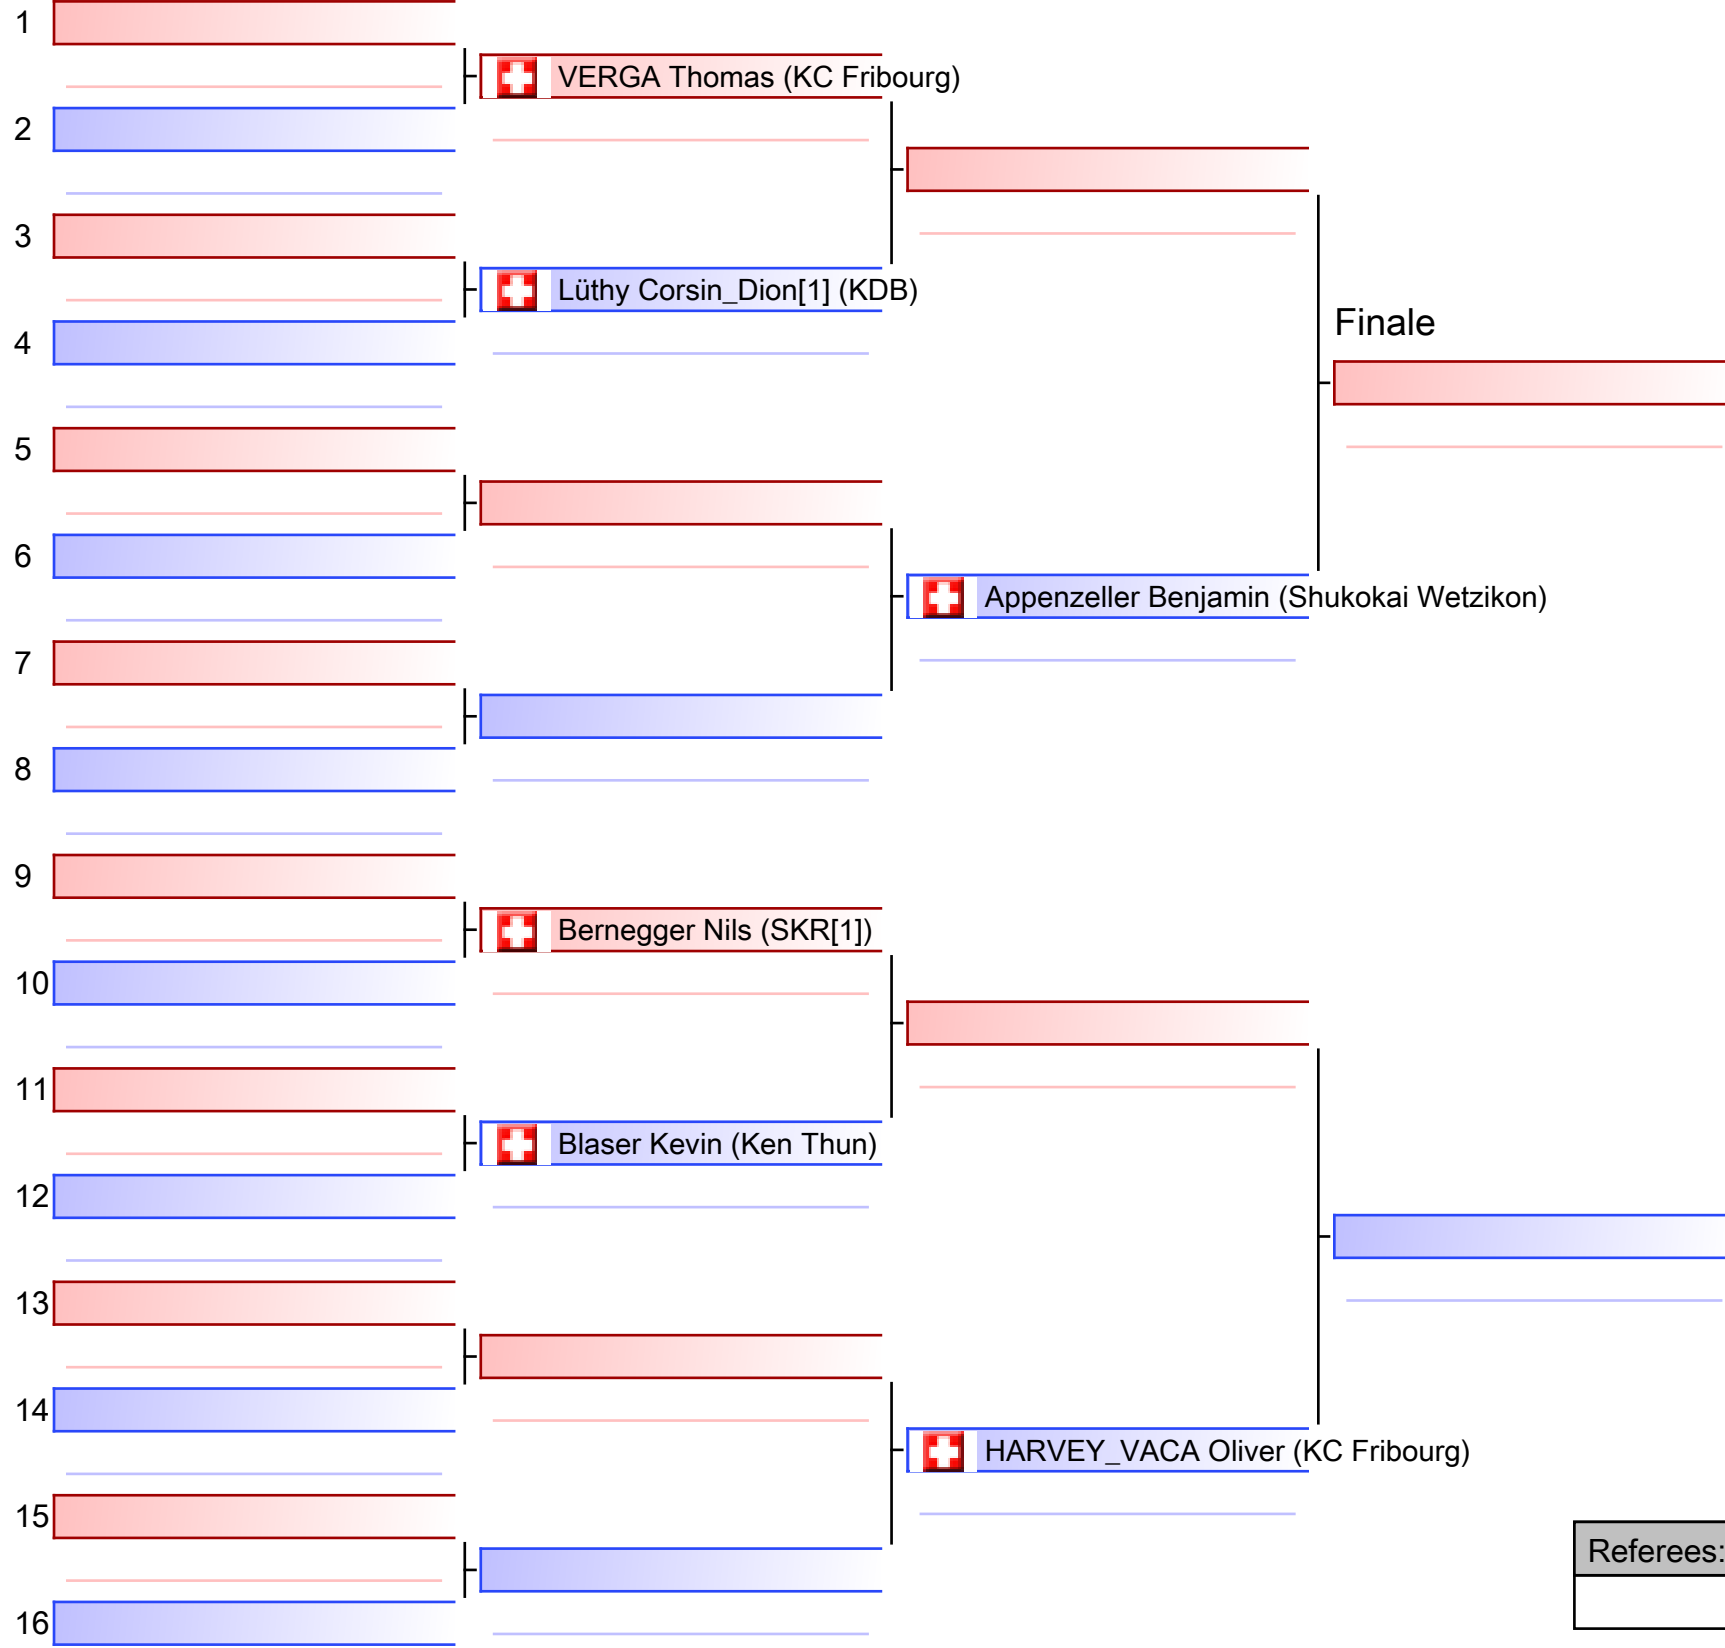 1
VERGA Thomas (KC Fribourg)
2
3
Lüthy Corsin_Dion[1] (KDB)
Finale
4
5
6
Appenzeller Benjamin (Shukokai Wetzikon)
7
8
9
Bernegger Nils (SKR[1])
10
11
Blaser Kevin (Ken Thun)
12
13
14
HARVEY_VACA Oliver (KC Fribourg)
15
Referees:
16